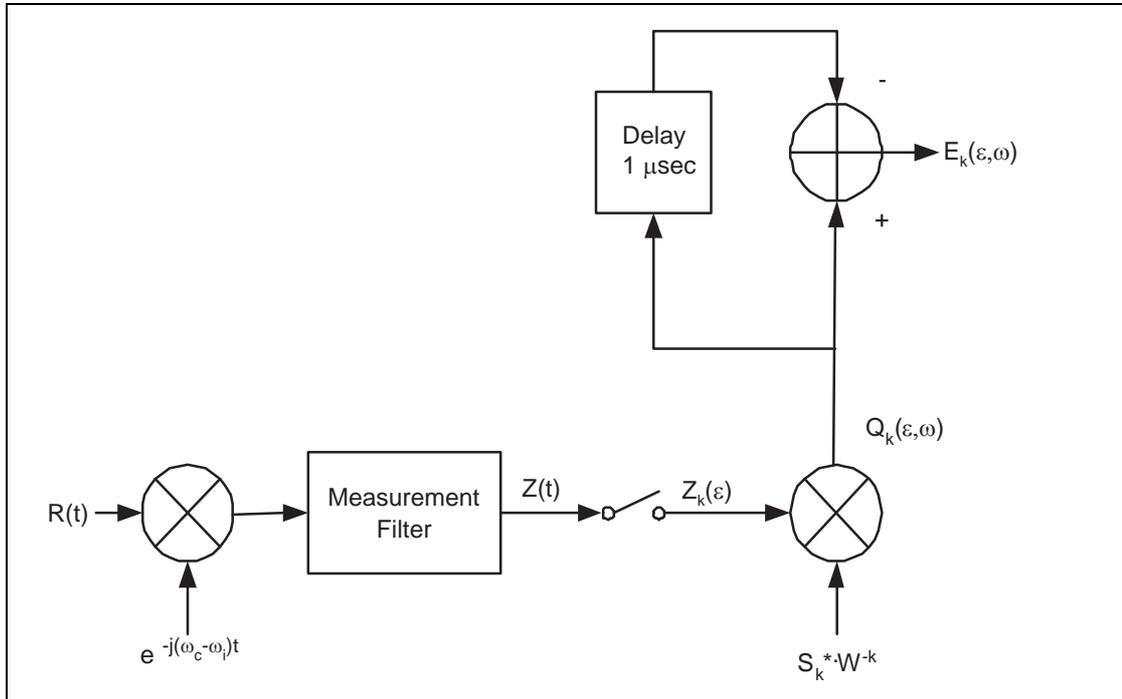 -
Delay
1 μsec
E_k(ε,ω)
+
Q_k(ε,ω)
Measurement
Filter
Z(t)
Z_k(ε)
R(t)
e^-j(ω_c-ω_i)t
S_k*·W^-k